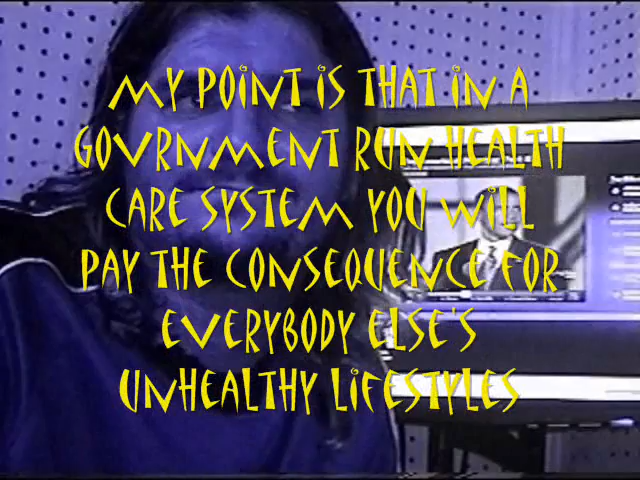 MY POINT IS THAT IN A
GOVRNMENT RUN HEALTH
CARE SYSTEM YOU WILL
PAY THE CONSEQUENCE FOR
EVERYBODY ELSE'S
UNHEALTHY LIFESTYLES